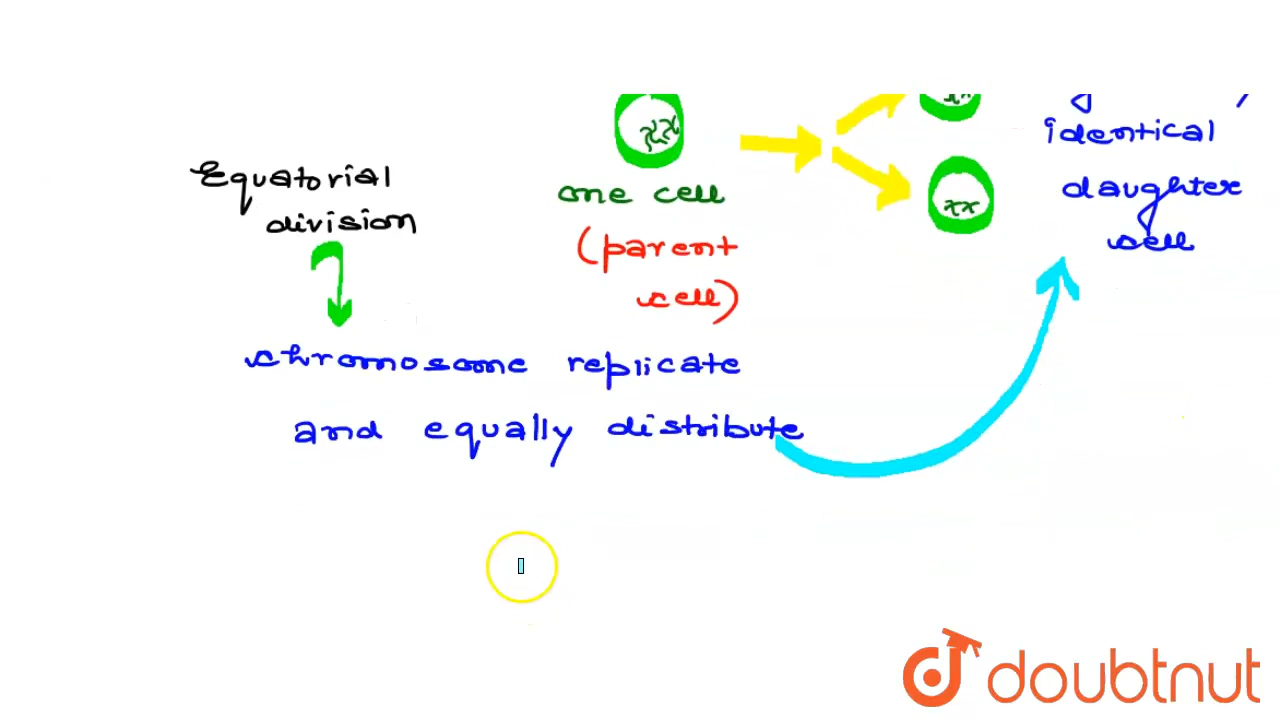 identical
Equatorial
division
one cell
(parent
cell)
daughter
cell
chromosome replicate
and equally distribute
doubtnut